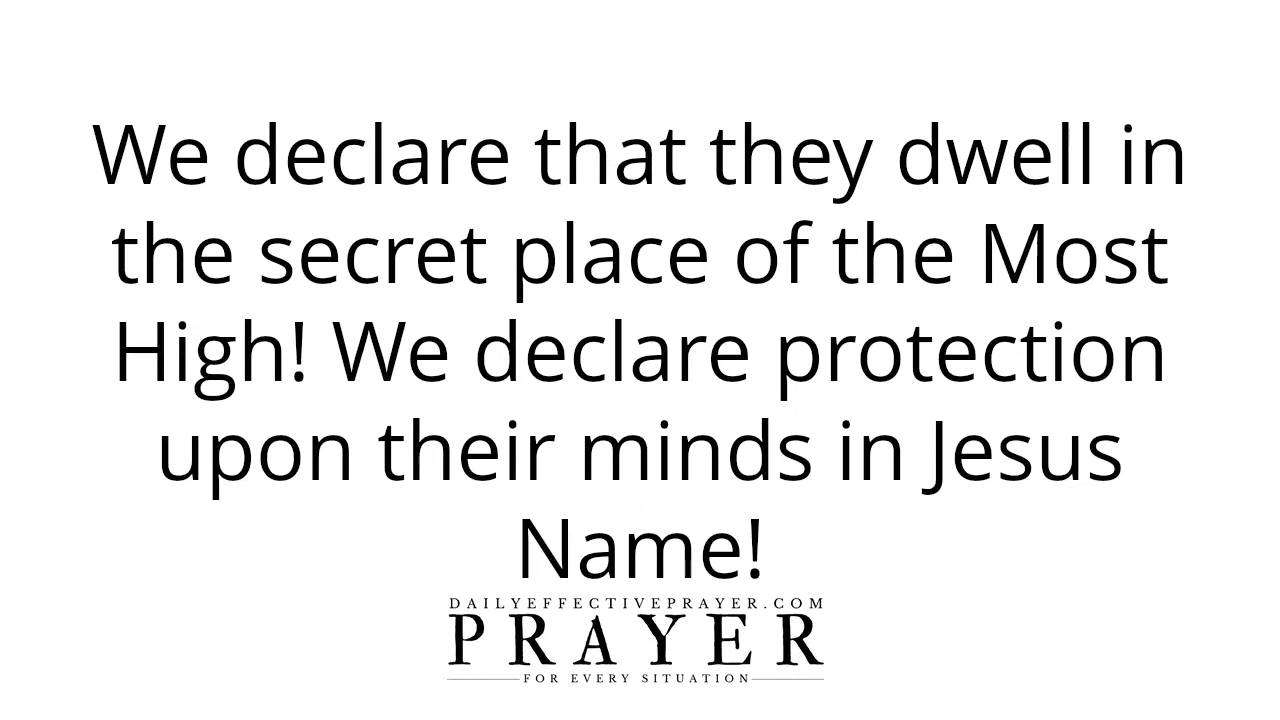 We declare that they dwell in
the secret place of the Most
High! We declare protection
upon their minds in Jesus
Name!
DAILYEFFECTIVEPRAYER.COM
PRAYER
FOR EVERY SITUATION